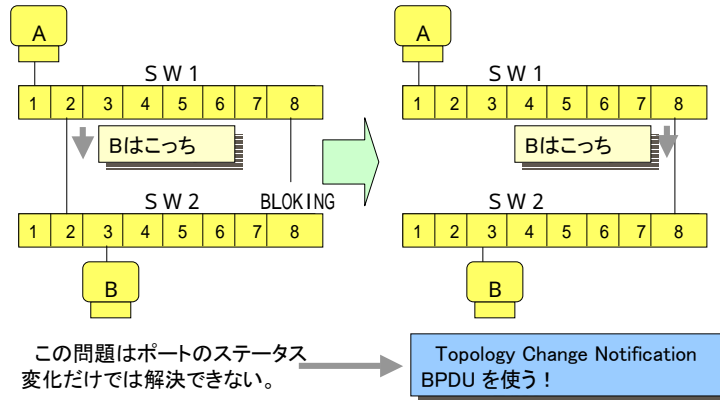 A
ＳＷ１
1 2 3 4 5 6 7 8
Bはこっち
BLOKING
ＳＷ２
1 2 3 4 5 6 7 8
B
A
ＳＷ１
1 2 3 4 5 6 7 8
Bはこっち
ＳＷ２
1 2 3 4 5 6 7 8
B
この問題はポートのステータス
変化だけでは解決できない。
Topology Change Notification
BPDU を使う！